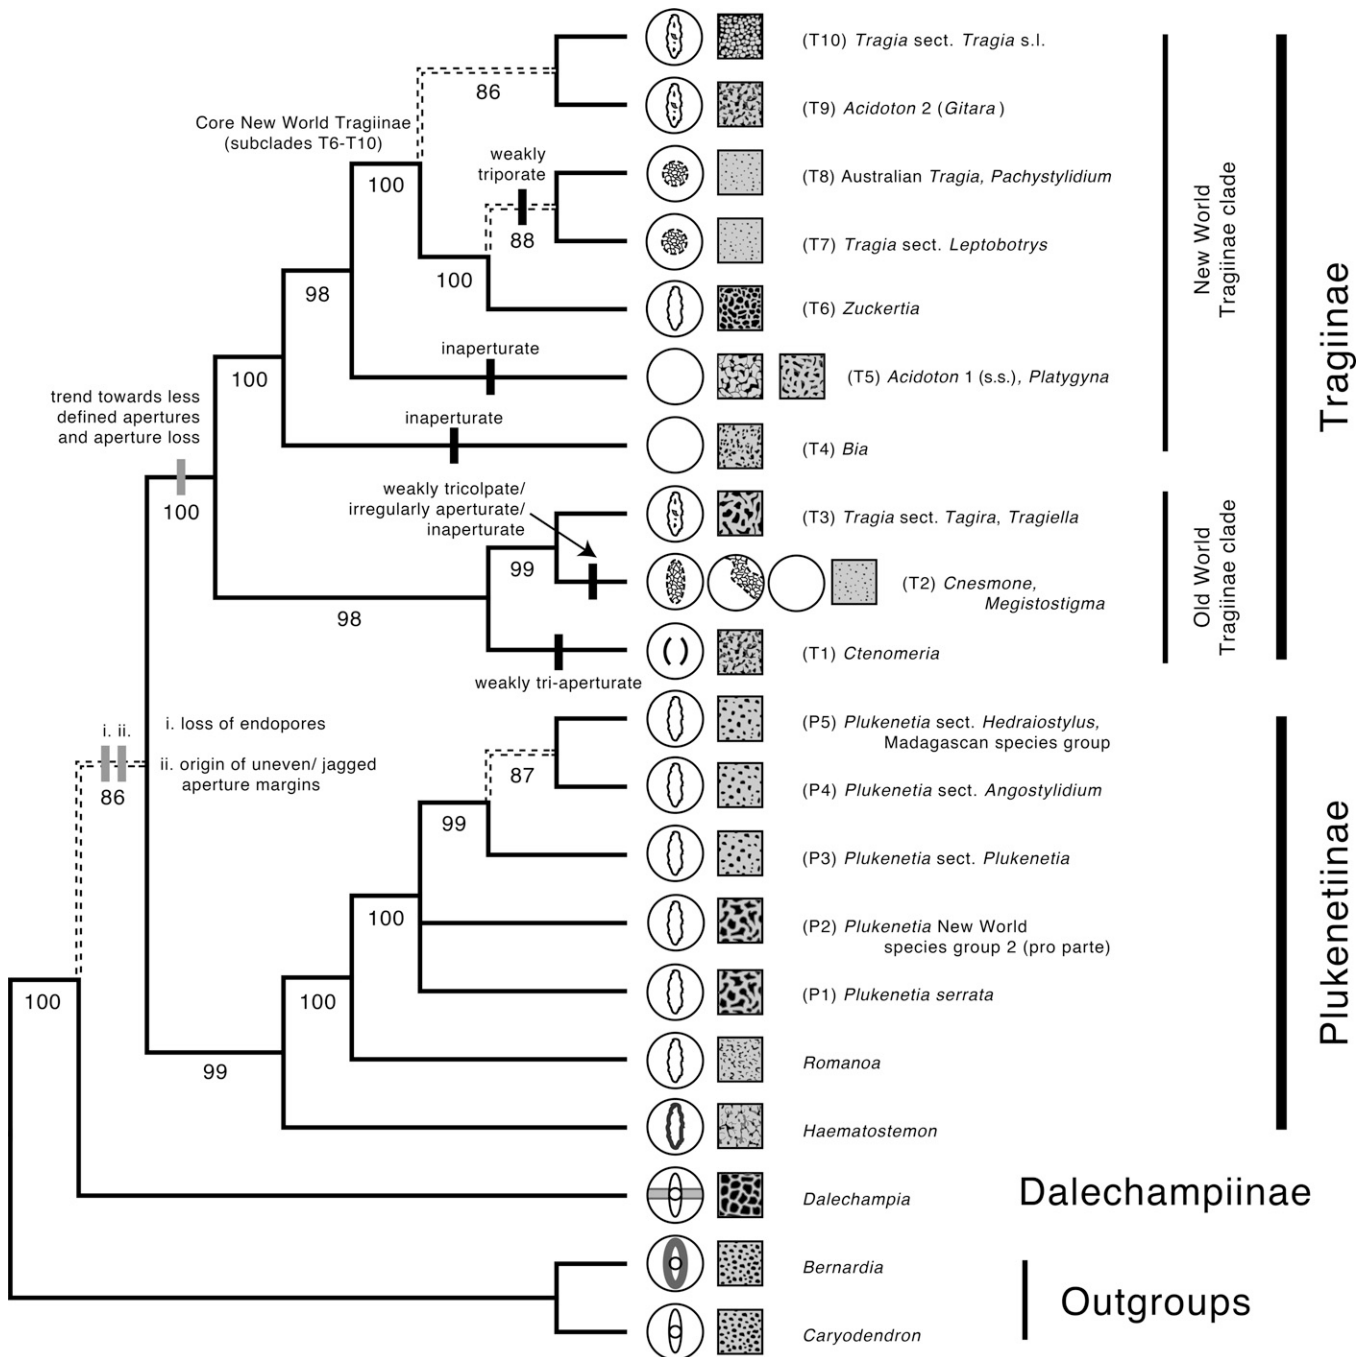 (T10) Tragia sect. Tragia s.l.
86
(T9) Acidoton 2 (Gitara)
Core New World Tragiinae
(subclades T6-T10)
weakly
triporate
100
(T8) Australian Tragia, Pachystylidium
88
(T7) Tragia sect. Leptobotrys
100
98
(T6) Zuckertia
inaperturate
100
(T5) Acidoton 1 (s.s.), Platygyna
trend towards less
defined apertures
and aperture loss
inaperturate
(T4) Bia
New World
Tragiinae clade
Tragiinae
weakly tricolpate/
irregularly aperturate/
inaperturate
100
(T3) Tragia sect. Tagira, Tragiella
99
(T2) Cnesmone,
Megistostigma
98
(T1) Ctenomeria
weakly tri-aperturate
Old World
Tragiinae clade
i. ii.
i. loss of endopores
ii. origin of uneven/ jagged
aperture margins
86
(P5) Plukenetia sect. Hedraiostylus,
Madagascan species group
87
(P4) Plukenetia sect. Angostylidium
99
(P3) Plukenetia sect. Plukenetia
100
(P2) Plukenetia New World
species group 2 (pro parte)
100
100
(P1) Plukenetia serrata
99
Romanoa
Haematostemon
Plukenetiinae
Dalechampia
Dalechampiinae
Bernardia
Outgroups
Caryodendron